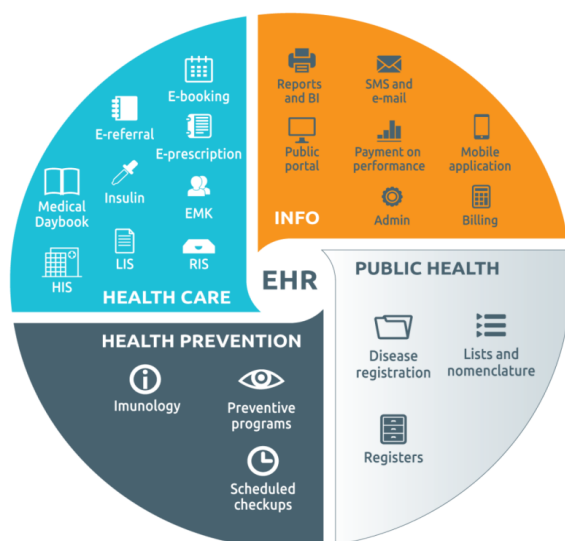 E-booking
E-referral
E-prescription
Medical
Daybook
Insulin
EMK
HIS
LIS
RIS
HEALTH CARE
Reports
and BI
SMS and
e-mail
Public
portal
Payment on
performance
Mobile
application
INFO
Admin
Billing
EHR
PUBLIC HEALTH
Disease
registration
Lists and
nomenclature
Registers
HEALTH PREVENTION
Imunology
Preventive
programs
Scheduled
checkups